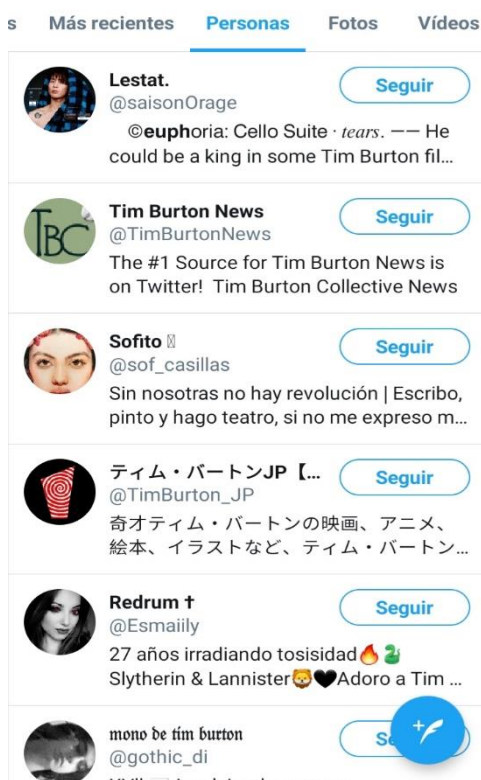 s Más recientes Personas Fotos Vídeos
Lestat.
Seguir
@saisonOrage
©euphoria: Cello Suite · tears. —— He
could be a king in some Tim Burton fil...
TBC
Tim Burton News
Seguir
@TimBurtonNews
The #1 Source for Tim Burton News is
on Twitter! Tim Burton Collective News
Sofito
Seguir
@sof_casillas
Sin nosotras no hay revolución | Escribo,
pinto y hago teatro, si no me expreso m...
ティム・バートンJP【...
Seguir
@TimBurton_JP
奇才ティム・バートンの映画、アニメ、
絵本、イラストなど、ティム・バートン...
Redrum †
Seguir
@Esmaiily
27 años irradiando tosisidad🔥🐉
Slytherin & Lannister🦁🖤Adoro a Tim ...
mono de tim burton
Se
@gothic_di